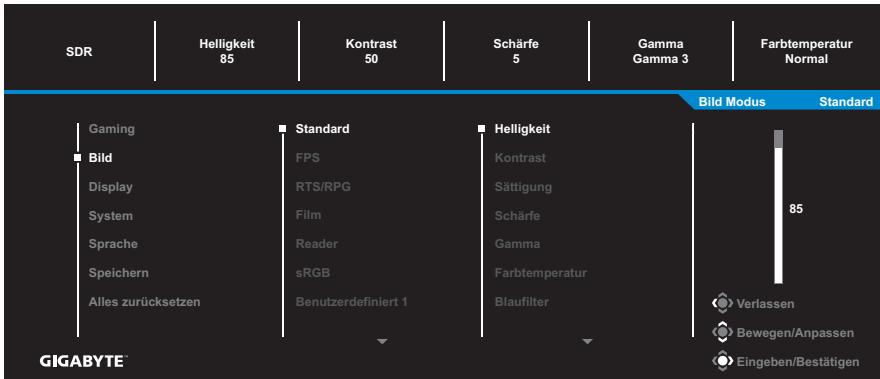 SDR
Helligkeit
85
Kontrast
50
Schärfe
5
Gamma
Gamma 3
Farbtemperatur
Normal
Bild Modus Standard
Gaming
Bild
Display
System
Sprache
Speichern
Alles zurücksetzen
Standard
FPS
RTS/RPG
Film
Reader
sRGB
Benutzerdefiniert 1
Helligkeit
Kontrast
Sättigung
Schärfe
Gamma
Farbtemperatur
Blaufilter
85
Verlassen
Bewegen/Anpassen
Eingeben/Bestätigen
GIGABYTE™